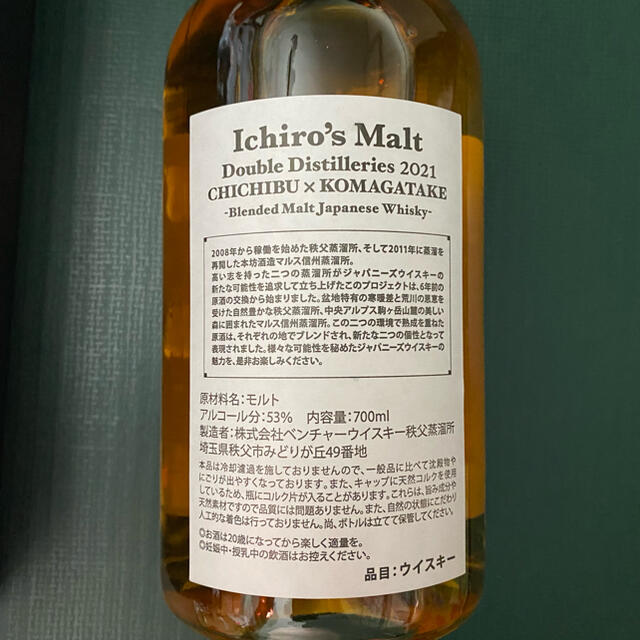 Ichiro's Malt
Double Distilleries 2021
CHICHIBU × KOMAGATAKE
-Blended Malt Japanese Whisky-
2008年から稼働を始めた秩父蒸溜所、そして2011年に蒸溜を
再開した本坊酒造マルス信州蒸溜所。
高い志を持った二つの蒸溜所がジャパニーズウイスキーの
新たな可能性を追求して立ち上げたこのプロジェクトは、6年前の
原酒の交換から始まりました。盆地特有の寒暖差と荒川の恩恵を
受けた自然豊かな秩父蒸溜所、中央アルプス駒ヶ岳山麓の美しい
森に囲まれたマルス信州蒸溜所。この二つの環境で熟成を重ねた
原酒は、それぞれの地でブレンドされ、新たな二つの個性となって
表現されました。様々な可能性を秘めたジャパニーズウイスキーの
魅力を、是非お楽しみください。
原材料名:モルト
アルコール分:53% 内容量:700ml
製造者:株式会社ベンチャーウイスキー秩父蒸溜所
埼玉県秩父市みどりが丘49番地
本品は冷却濾過を施しておりませんので、一般品に比べて沈殿物や
にごりが出やすくなっております。また、キャップに天然コルクを使用
しているため、瓶にコルク片が入ることがあります。これらは、旨み成分や
天然素材ですので品質には問題ありません。また、自然の状態にこだわり
人工的な着色は行っておりません。尚、ボトルは立てて保管してください。
◎お酒は20歳になってから楽しく適量を。
◎妊娠中・授乳中の飲酒はお控えください。
品目:ウイスキー